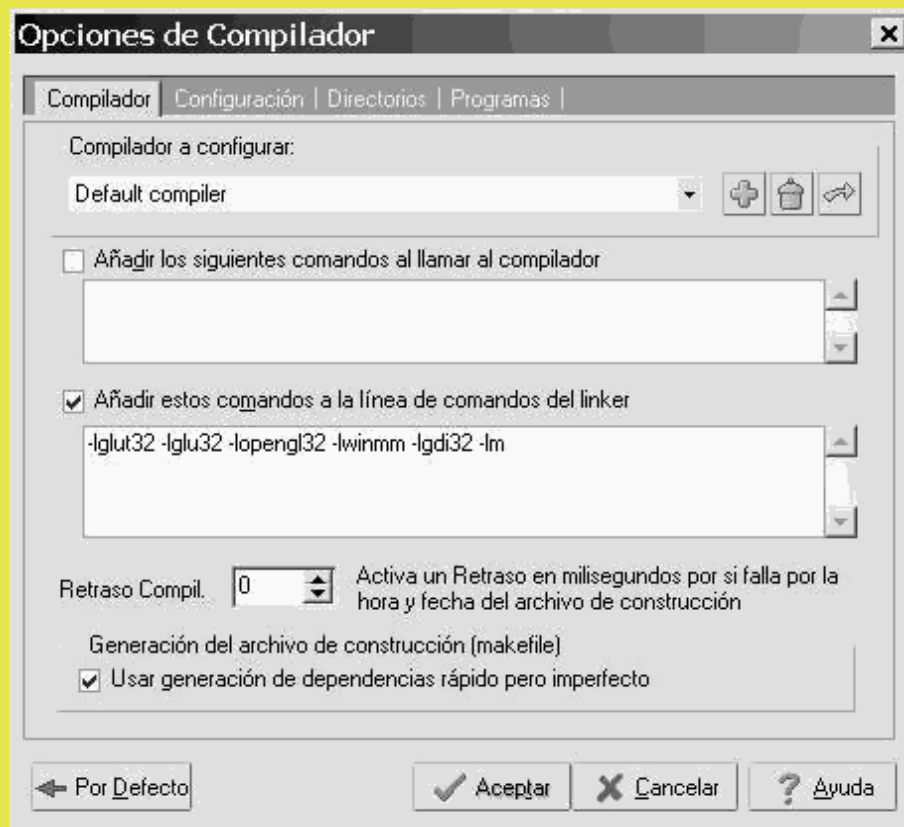 Opciones de Compilador
Compilador Configuración Directorios Programas
Compilador a configurar:
Default compiler
Añadir los siguientes comandos al llamar al compilador
Añadir estos comandos a la línea de comandos del linker
-lglut32 -lglu32 -lopengl32 -lwinmm -lgdi32 -lm
Retraso Compil. 0 Activa un Retraso en milisegundos por si falla por la
hora y fecha del archivo de construcción
Generación del archivo de construcción (makefile)
Usar generación de dependencias rápido pero imperfecto
Por Defecto Aceptar Cancelar Ayuda